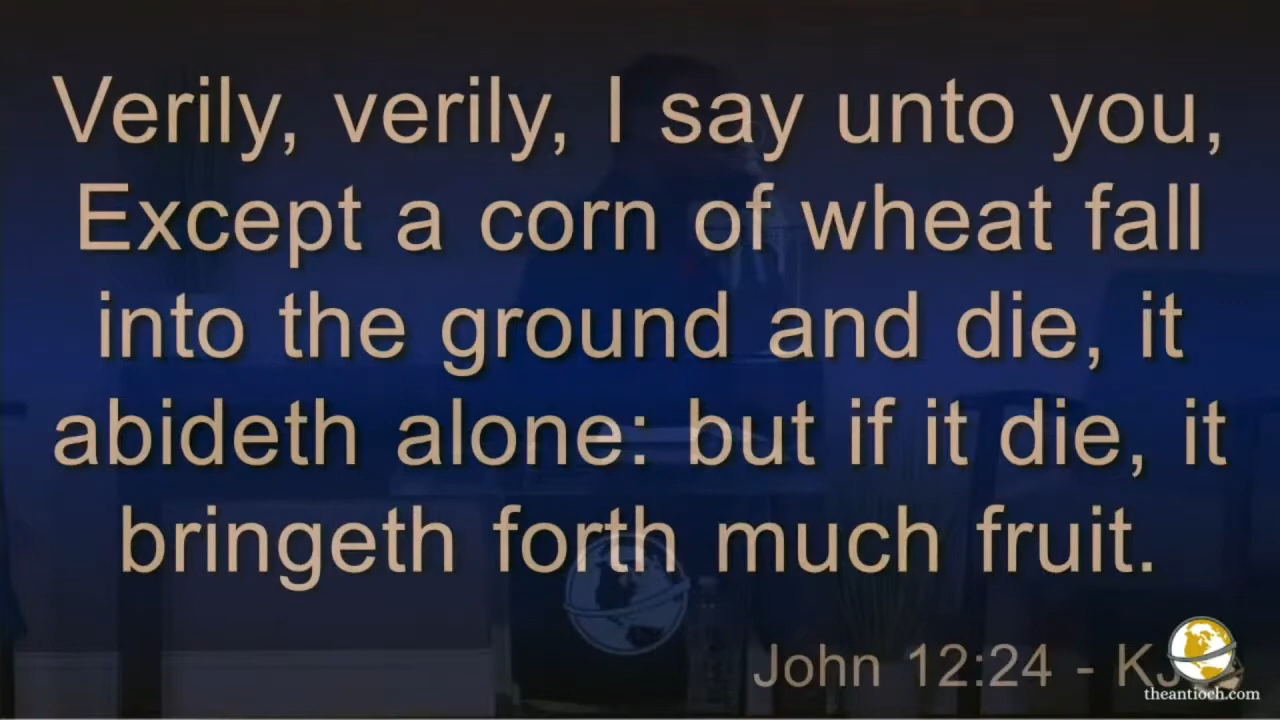 Verily, verily, I say unto you,
Except a corn of wheat fall
into the ground and die, it
abideth alone: but if it die, it
bringeth forth much fruit.
John 12:24 - KJ
theantioch.com